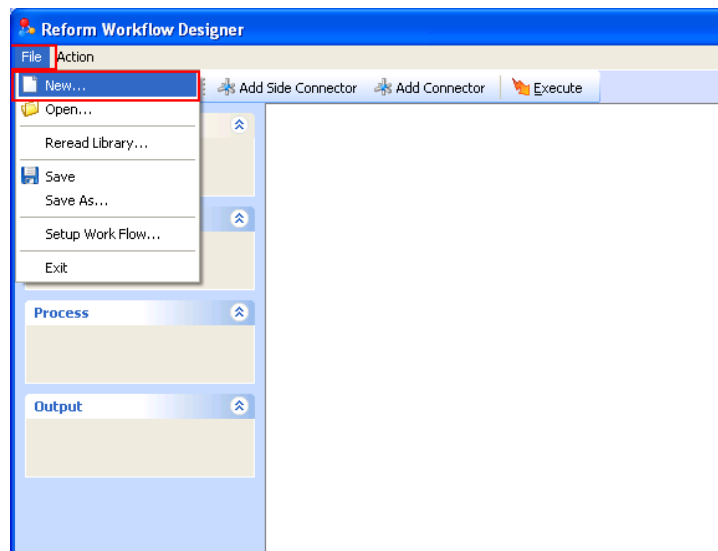 Reform Workflow Designer
File Action
New... Add Side Connector Add Connector Execute
Open...
Reread Library...
Save
Save As...
Setup Work Flow...
Exit
Process
Output